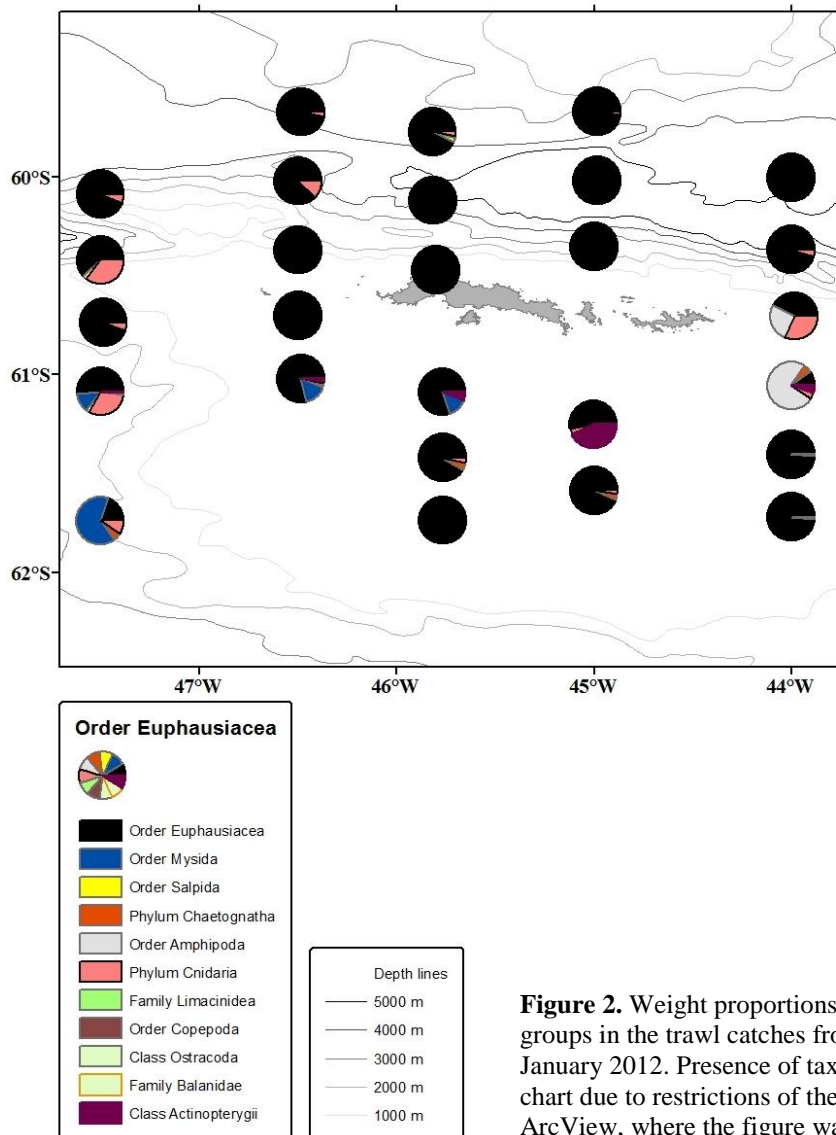 60°S
61°S
62°S
47°W 46°W 45°W 44°W
Order Euphausiacea
Order Euphausiacea
Order Mysida
Order Salpida
Phylum Chaetognatha
Order Amphipoda
Phylum Cnidaria
Family Limacinidea
Order Copepoda
Class Ostracoda
Family Balanidae
Class Actinopterygii
Depth lines
5000 m
4000 m
3000 m
2000 m
1000 m
Figure 2. Weight proportions
groups in the trawl catches fro
January 2012. Presence of tax
chart due to restrictions of the
ArcView, where the figure wa